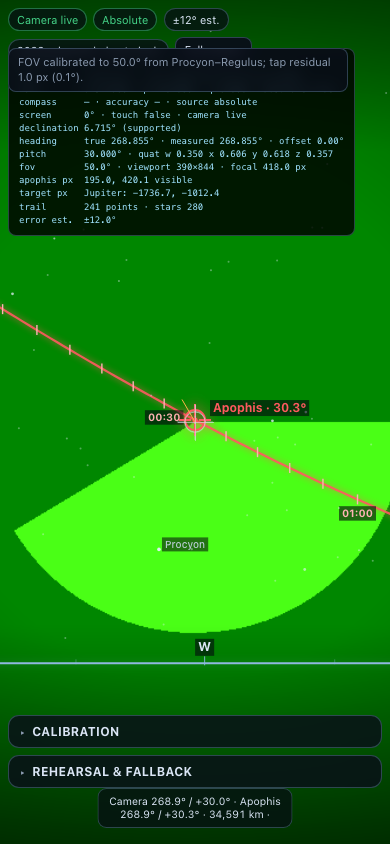 Camera live
Absolute
±12° est.
FOV calibrated to 50.0° from Procyon–Regulus; tap residual
1.0 px (0.1°).
compass — · accuracy — · source absolute
screen 0° · touch false · camera live
declination 6.715° (supported)
heading true 268.855° · measured 268.855° · offset 0.00°
pitch 30.000° · quat w 0.350 x 0.606 y 0.618 z 0.357
fov 50.0° · viewport 390×844 · focal 418.0 px
apophis px 195.0, 420.1 visible
target px Jupiter: −1736.7, −1012.4
trail 241 points · stars 280
error est. ±12.0°
Apophis · 30.3°
00:30
01:00
Procyon
W
CALIBRATION
REHEARSAL & FALLBACK
Camera 268.9° / +30.0° · Apophis
268.9° / +30.3° · 34,591 km ·